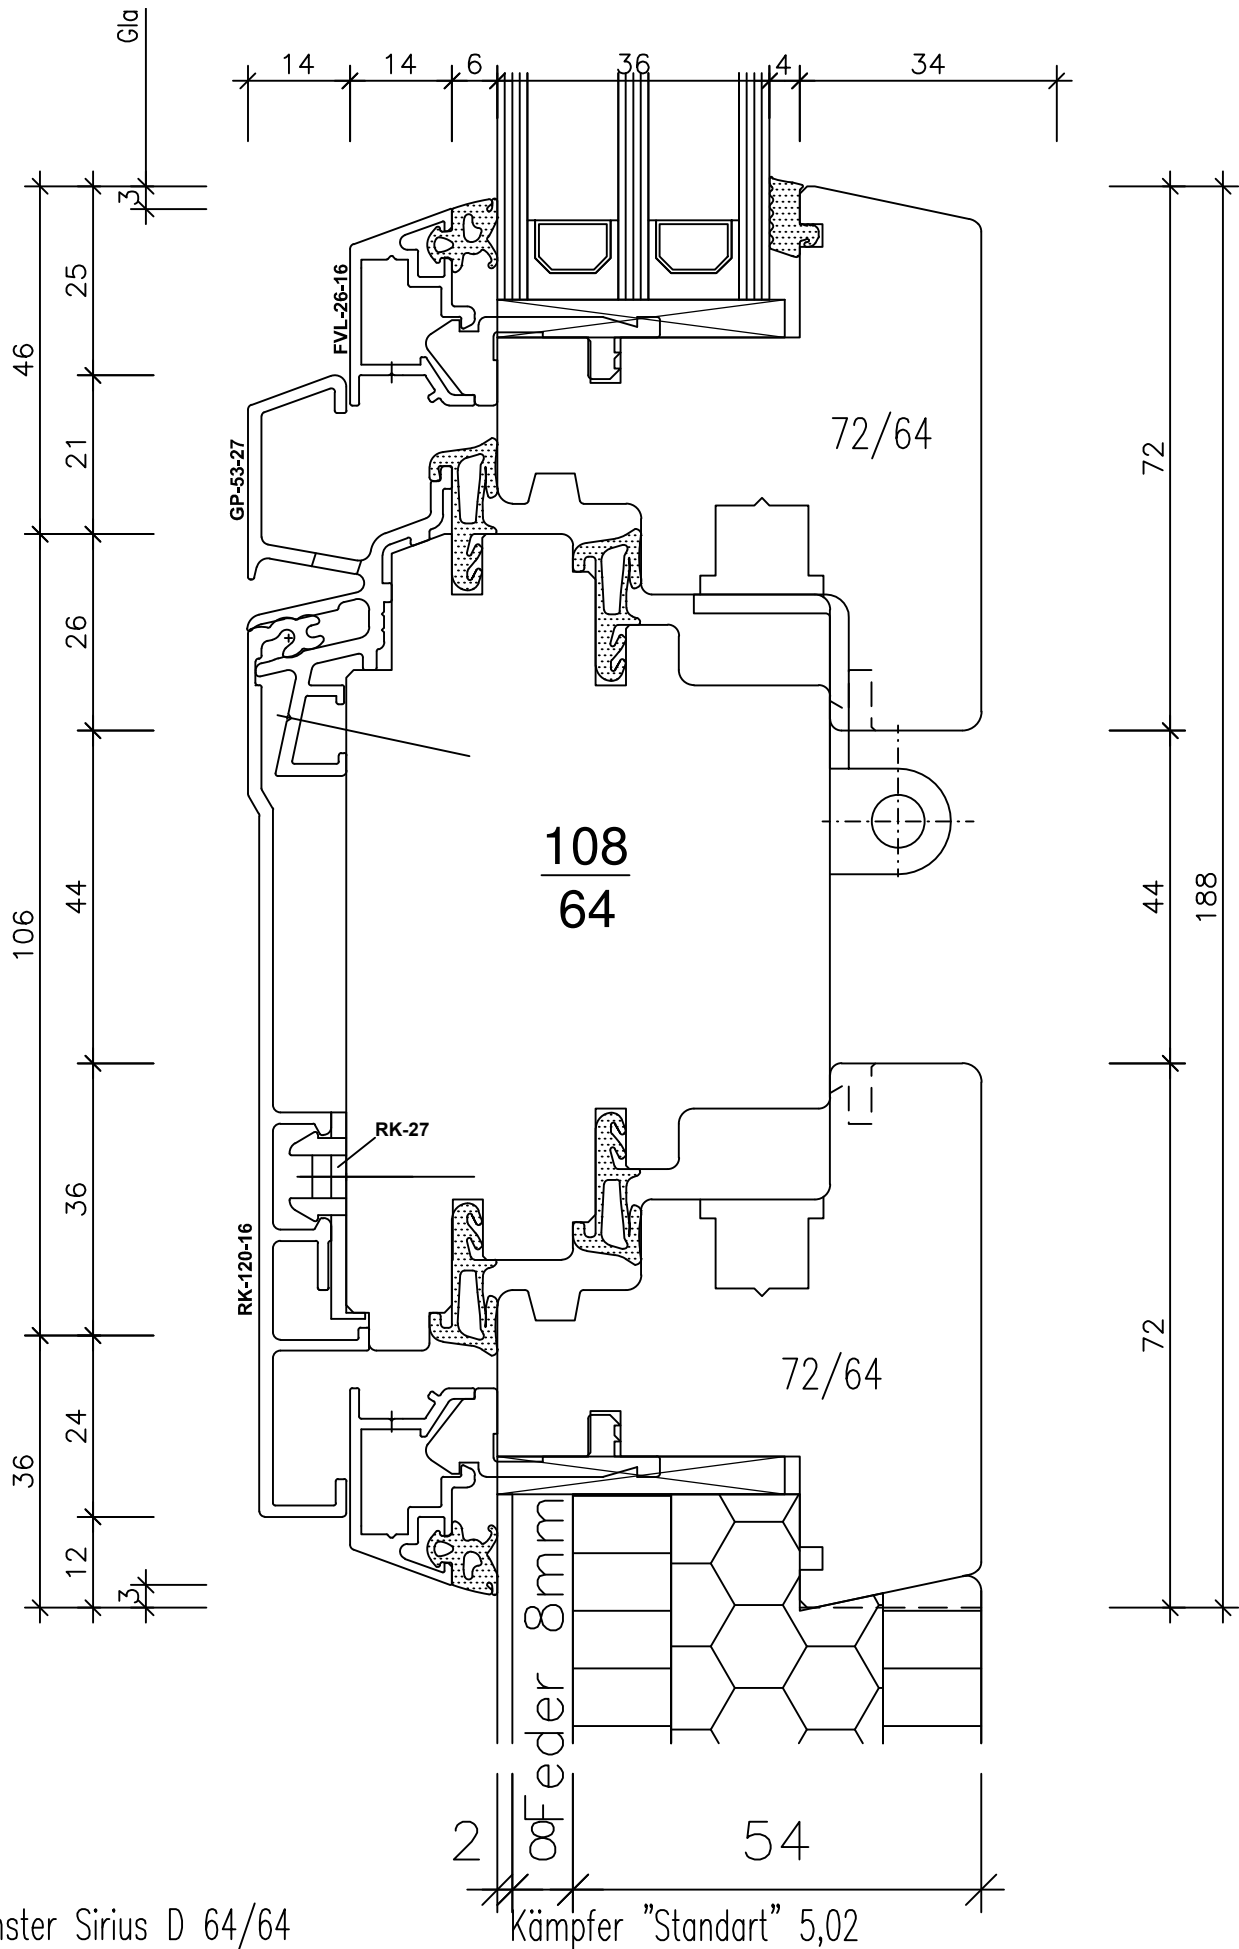 Gla
14 14 6 36 4 34
3
25
46
FVL-26-16
21
GP-53-27
72/64
72
26
108
64
44
106
44
188
RK-27
36
RK-120-16
72/64
72
24
36
12
3
Feder 8mm
2 8 54
nster Sirius D 64/64
Kämpfer "Standart" 5,02